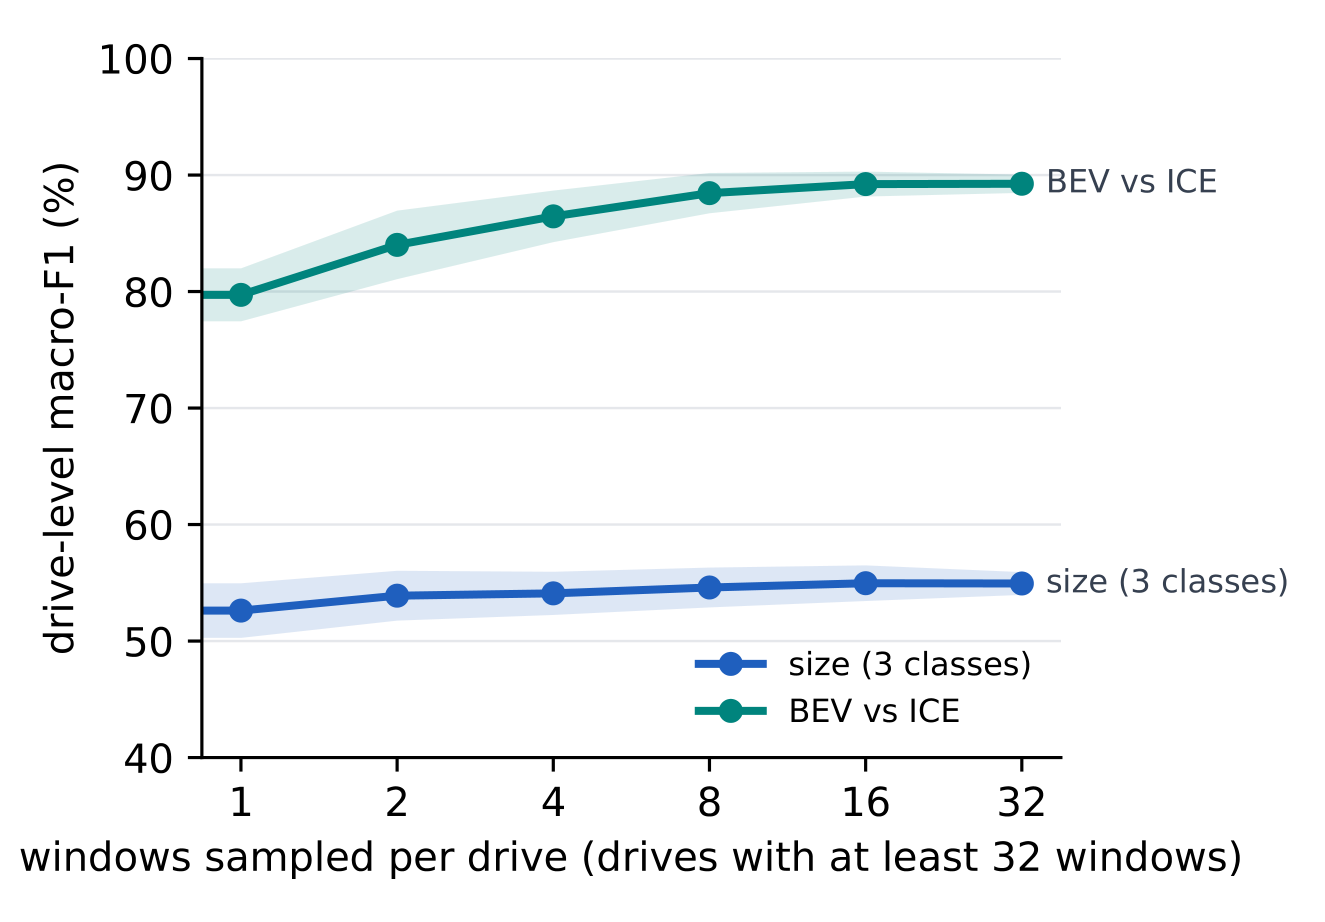 100
90
80
70
60
50
40
drive-level macro-F1 (%)
BEV vs ICE
size (3 classes)
size (3 classes)
BEV vs ICE
1 2 4 8 16 32
windows sampled per drive (drives with at least 32 windows)